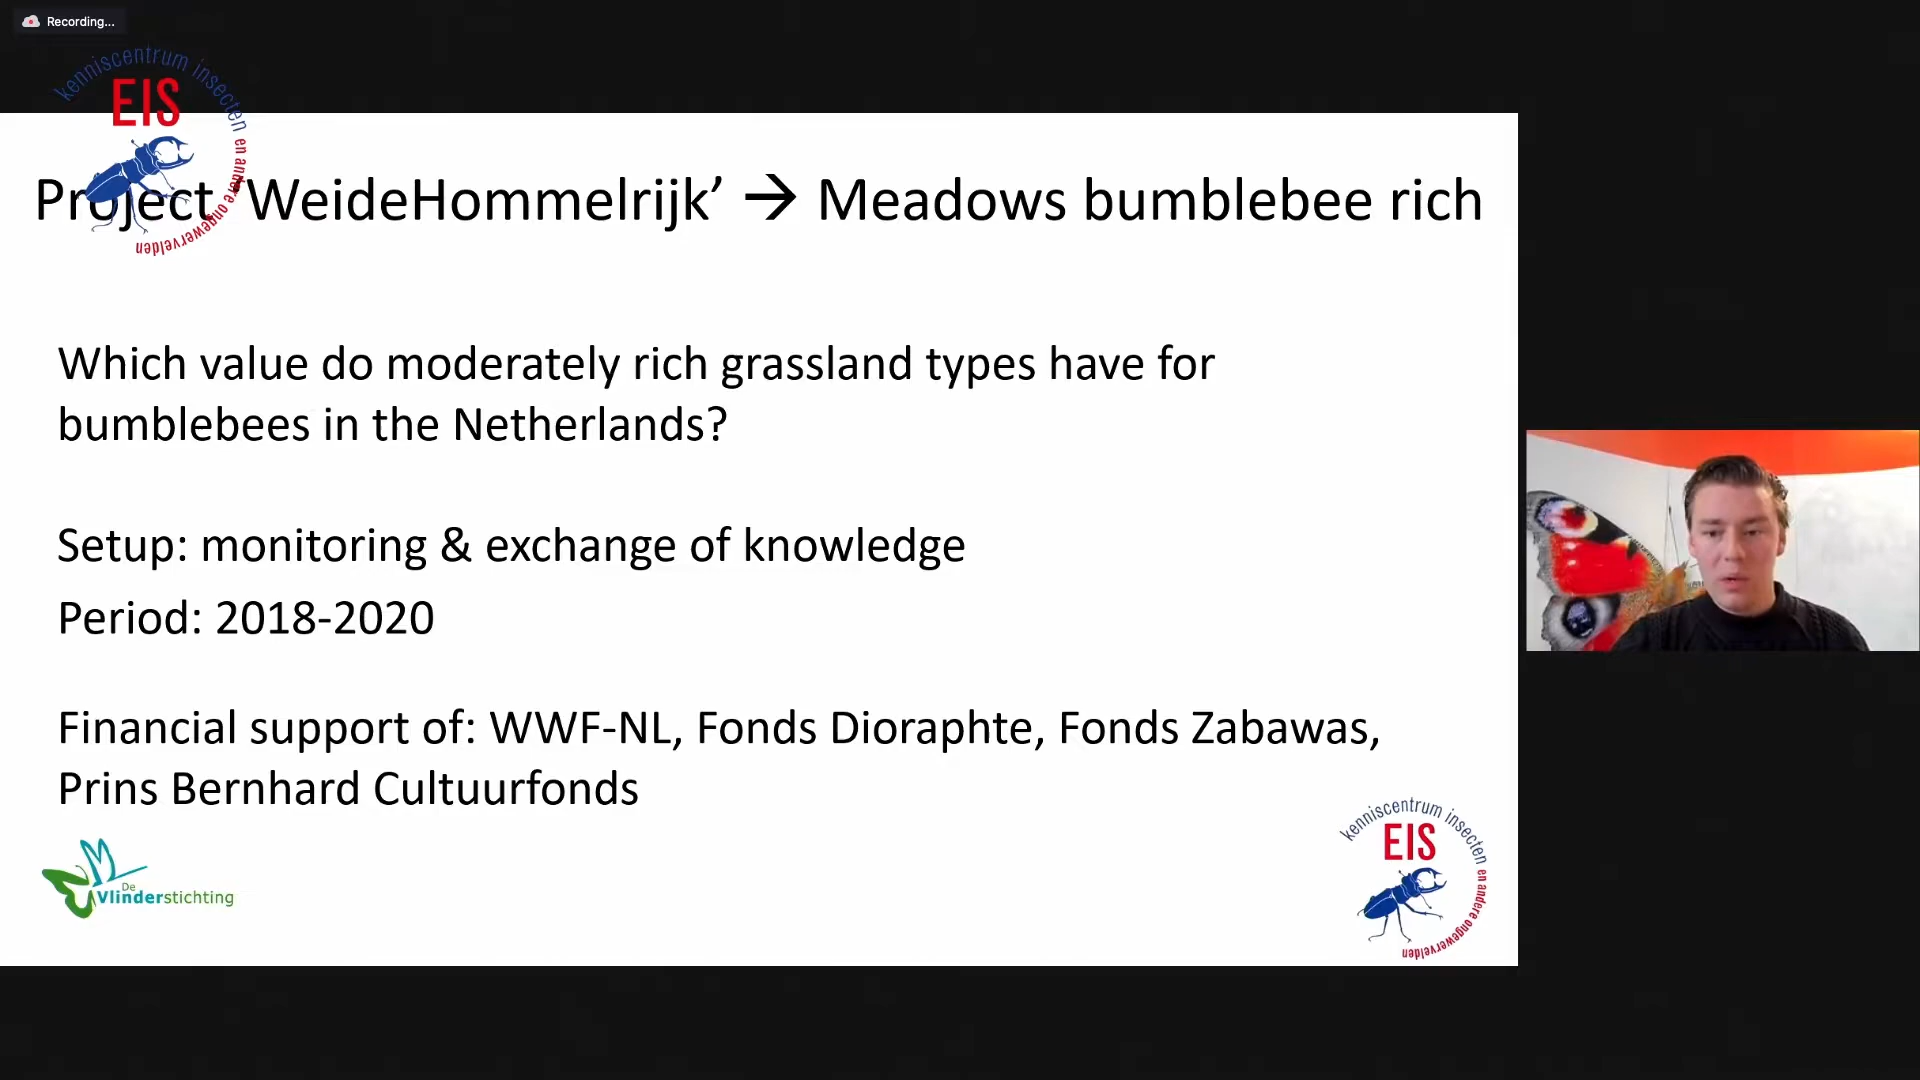 Recording...
kenniscentrum insecten en andere ongewervelden
EIS
Project ‘WeideHommelrijk’ → Meadows bumblebee rich
Which value do moderately rich grassland types have for
bumblebees in the Netherlands?
Setup: monitoring & exchange of knowledge
Period: 2018-2020
Financial support of: WWF-NL, Fonds Dioraphte, Fonds Zabawas,
Prins Bernhard Cultuurfonds
De
Vlinderstichting
kenniscentrum insecten en andere ongewervelden
EIS